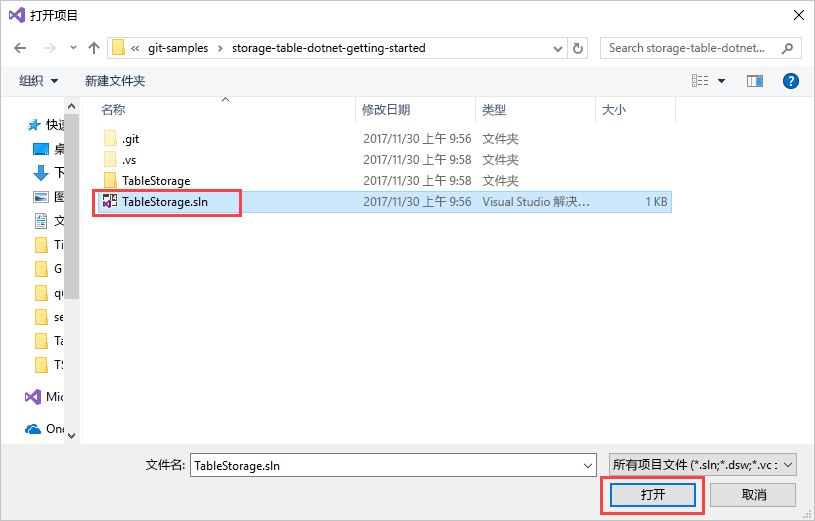 打开项目
« git-samples › storage-table-dotnet-getting-started
Search storage-table-dotnet...
组织 新建文件夹
名称 修改日期 类型 大小
.git 2017/11/30 上午 9:56 文件夹
.vs 2017/11/30 上午 9:58 文件夹
TableStorage 2017/11/30 上午 9:58 文件夹
TableStorage.sln 2017/11/30 上午 9:56 Visual Studio 解决... 1 KB
快速
桌
下
图
文
Ti
G
qu
se
Ta
TS
Mic
One
文件名: TableStorage.sln
所有项目文件 (*.sln;*.dsw;*.vc
打开 取消